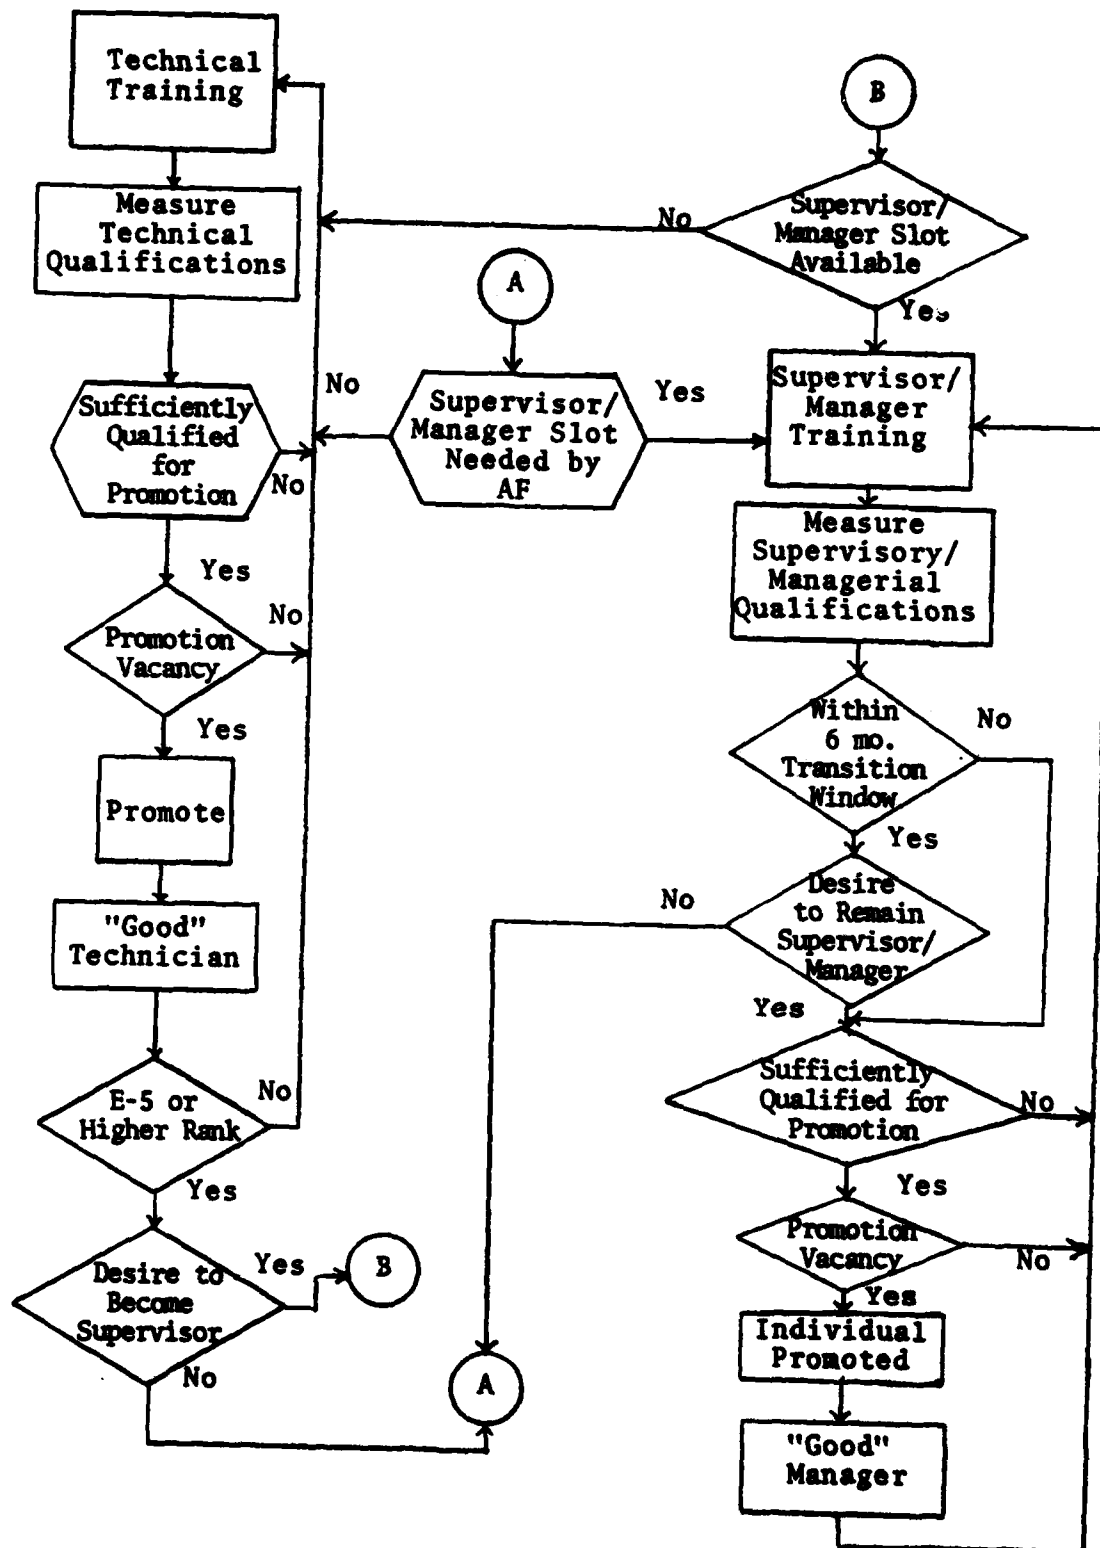 Technical
Training
Measure
Technical
Qualifications
Sufficiently
Qualified
for
Promotion
No
Yes
Promotion
Vacancy
No
Yes
Promote
"Good"
Technician
E-5 or
Higher Rank
No
Yes
Desire to
Become
Supervisor
Yes
B
No
A
A
Supervisor/
Manager Slot
Needed by
AF
No
Yes
B
Supervisor/
Manager Slot
Available
No
Yes
Supervisor/
Manager
Training
Measure
Supervisory/
Managerial
Qualifications
Within
6 mo.
Transition
Window
No
Yes
Desire
to Remain
Supervisor/
Manager
No
Yes
Sufficiently
Qualified for
Promotion
No
Yes
Promotion
Vacancy
No
Yes
Individual
Promoted
"Good"
Manager